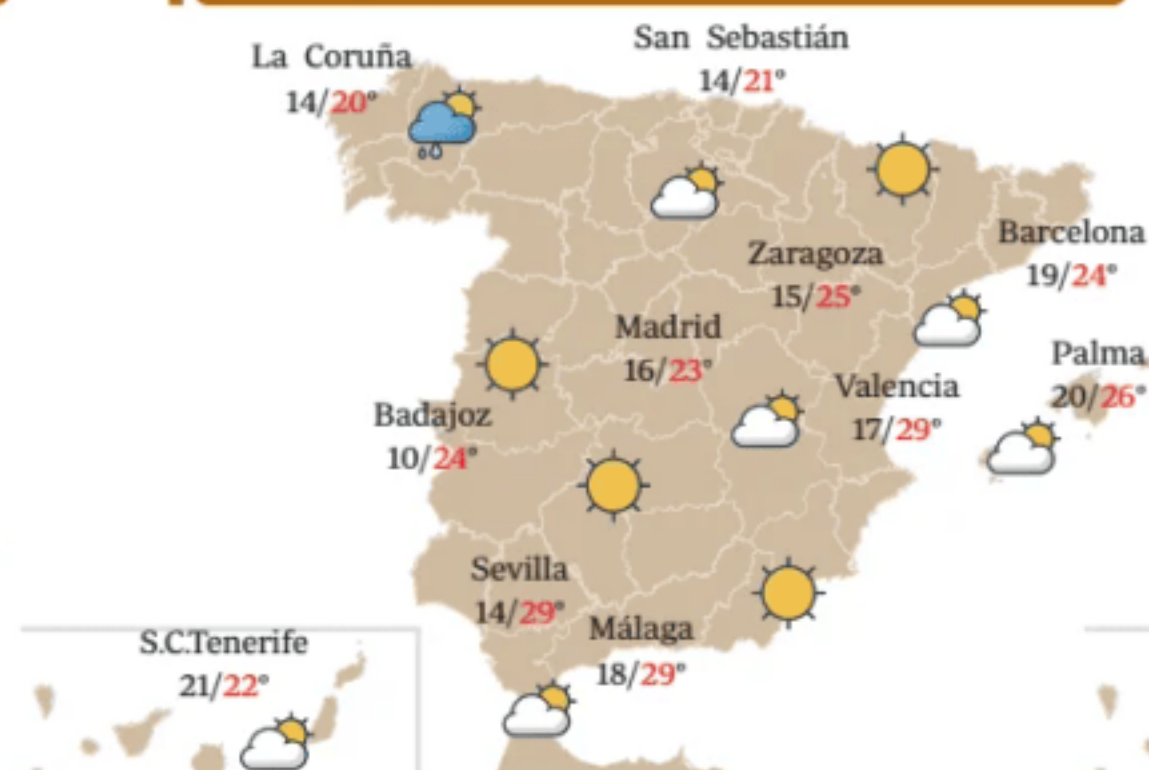 La Coruña
14/20°
San Sebastián
14/21°
Barcelona
19/24°
Zaragoza
15/25°
Madrid
16/23°
Palma
20/26°
Valencia
17/29°
Badajoz
10/24°
Sevilla
14/29°
Málaga
18/29°
S.C.Tenerife
21/22°